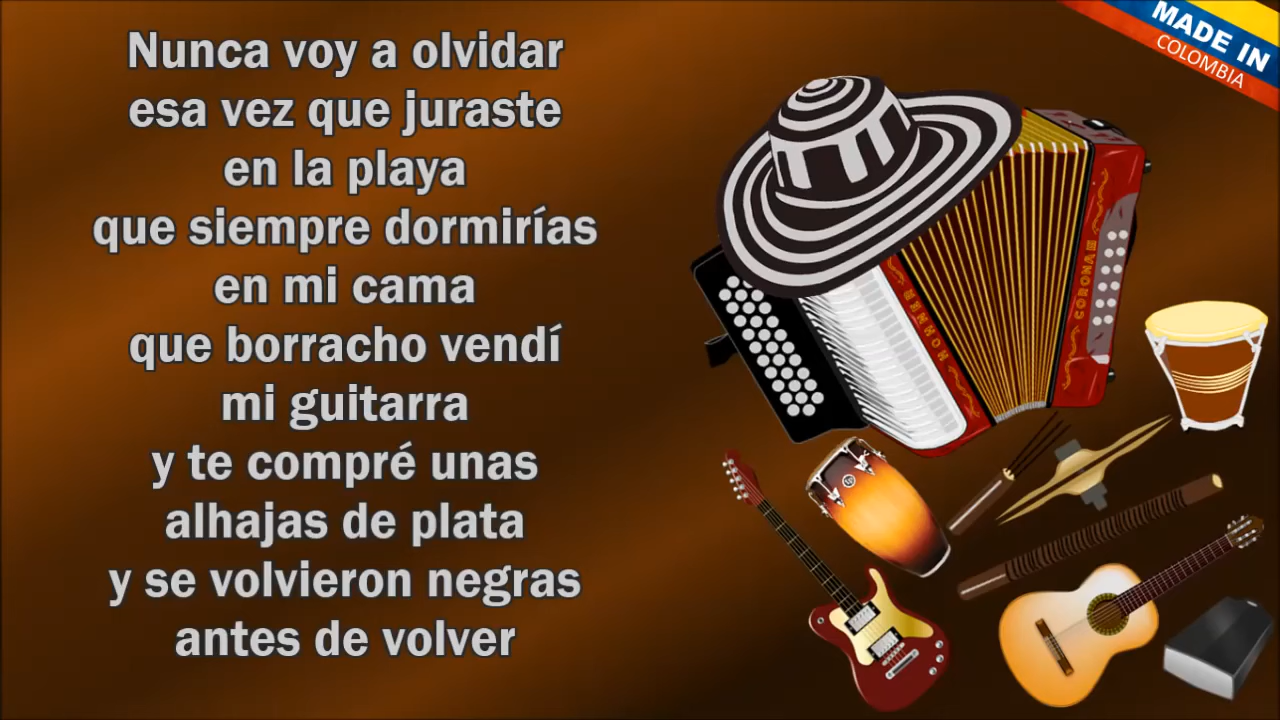 Nunca voy a olvidar
esa vez que juraste
en la playa
que siempre dormirías
en mi cama
que borracho vendí
mi guitarra
y te compré unas
alhajas de plata
y se volvieron negras
antes de volver
MADE IN
COLOMBIA
HOHNER
CORONA III